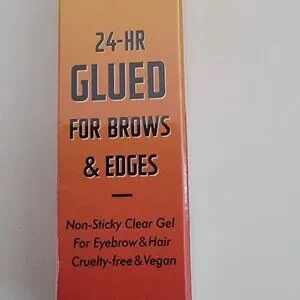 24-HR
GLUED
FOR BROWS
& EDGES
Non-Sticky Clear Gel
For Eyebrow & Hair
Cruelty-free & Vegan